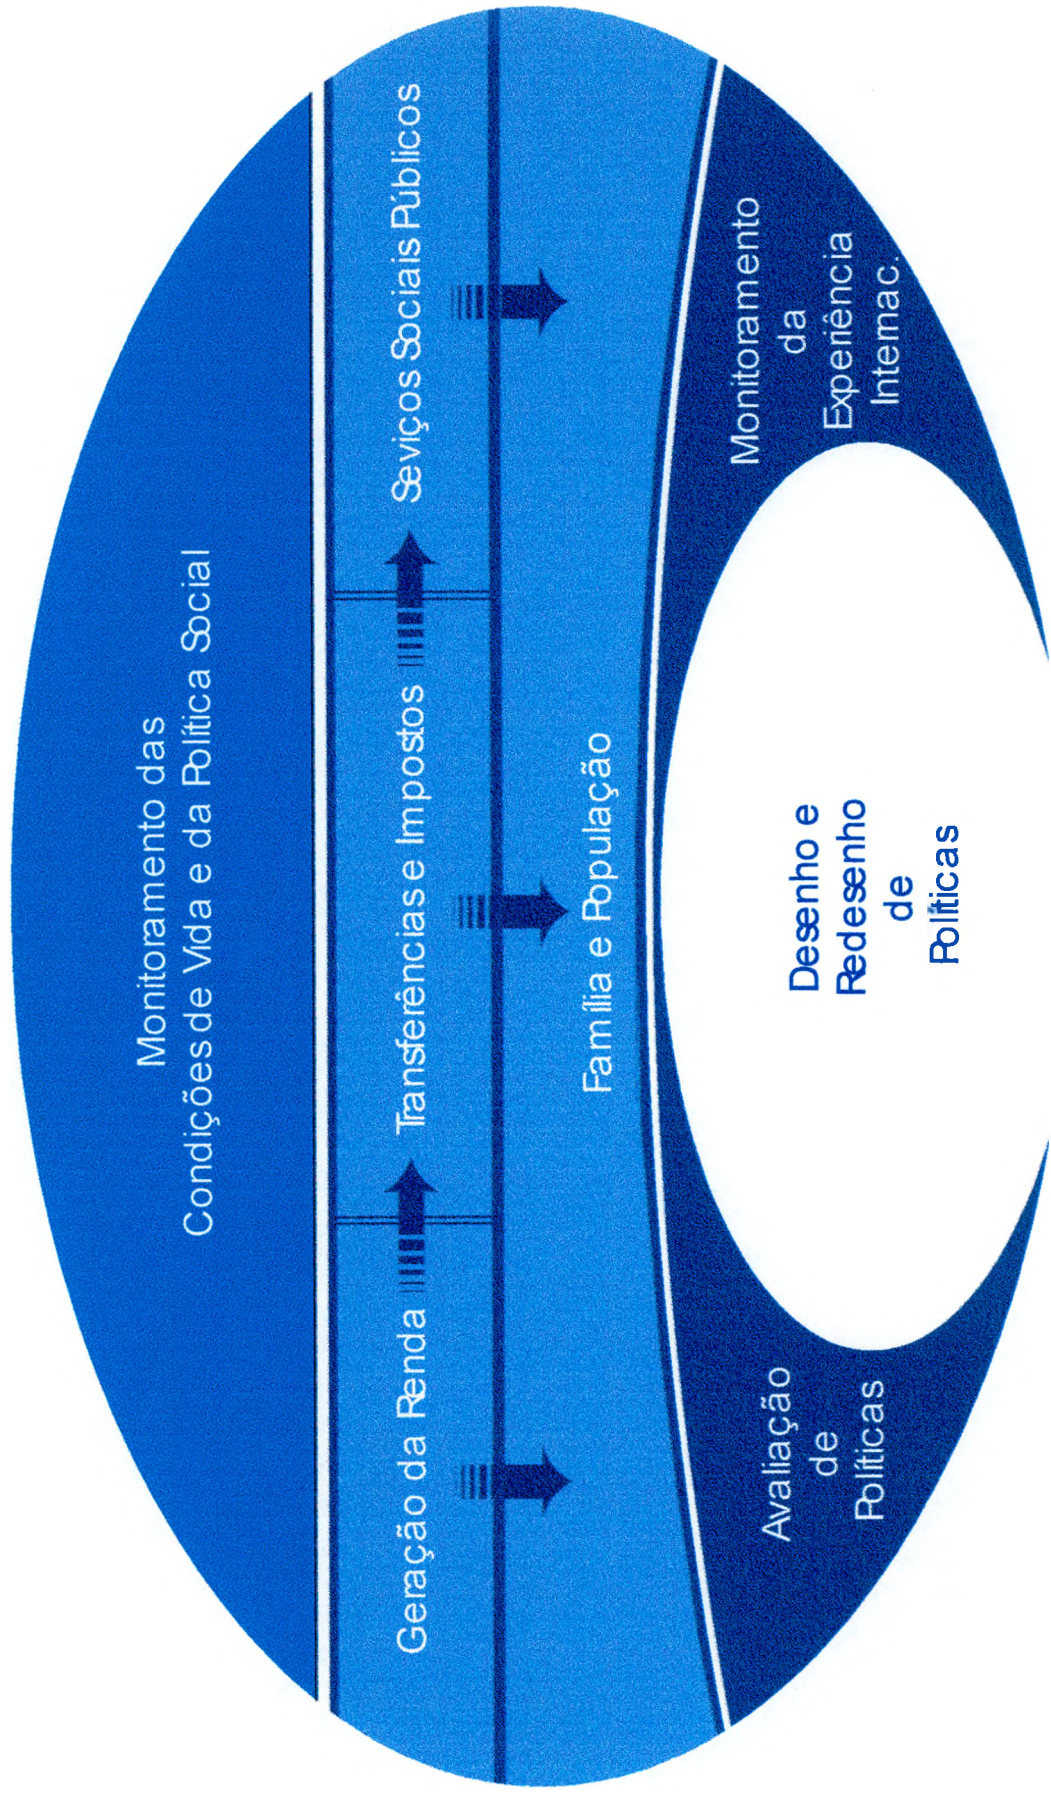 Monitoramento das
Condições de Vida e da Política Social
Geração da Renda
Transferências e Impostos
Seviços Sociais Públicos
Família e População
Avaliação
de
Políticas
Desenho e
Redesenho
de
Políticas
Monitoramento
da
Experiência
Internac.